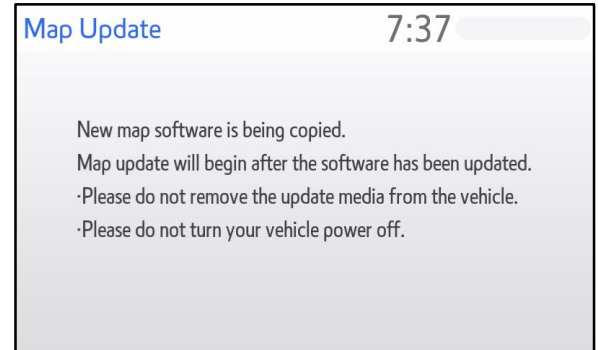 Map Update 7:37
New map software is being copied.
Map update will begin after the software has been updated.
·Please do not remove the update media from the vehicle.
·Please do not turn your vehicle power off.